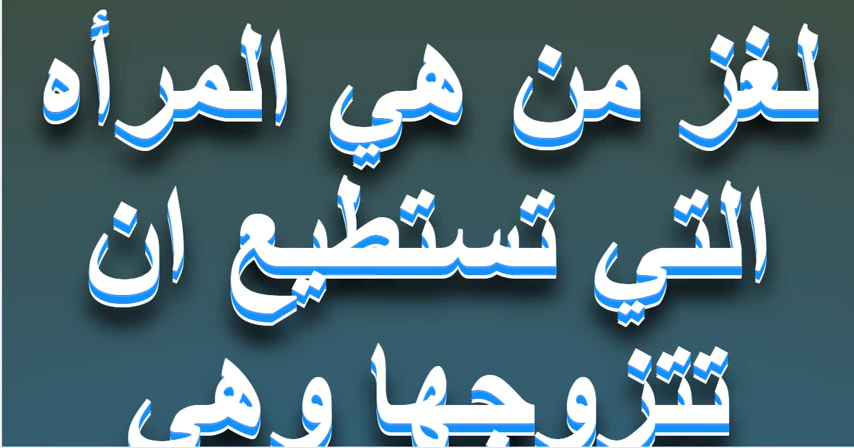 لغز من هي المرأه
التي تستطيع ان
تتزوجها وهي